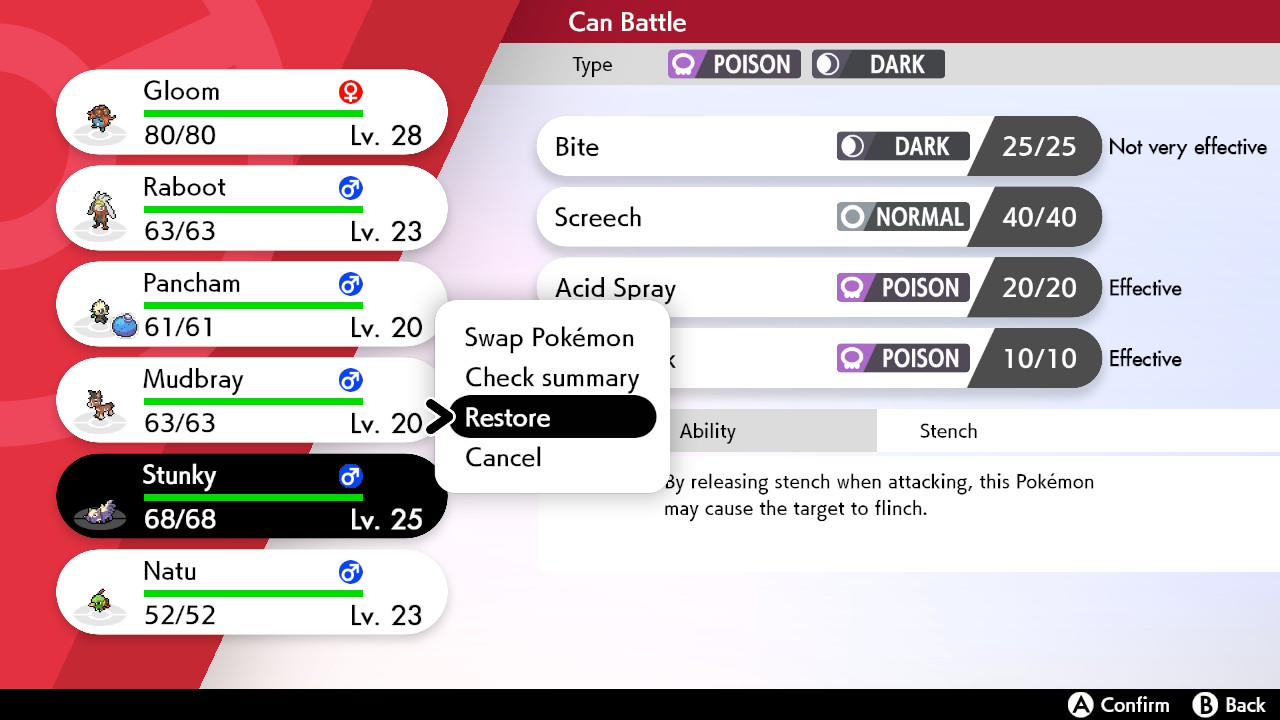 Can Battle
Type POISON DARK
Gloom
80/80 Lv. 28
Raboot
63/63 Lv. 23
Pancham
61/61 Lv. 20
Mudbray
63/63 Lv. 20
Stunky
68/68 Lv. 25
Natu
52/52 Lv. 23
Bite DARK 25/25 Not very effective
Screech NORMAL 40/40
Acid Spray POISON 20/20 Effective
POISON 10/10 Effective
Swap Pokémon
Check summary
Restore
Cancel
Ability Stench
By releasing stench when attacking, this Pokémon
may cause the target to flinch.
A Confirm B Back